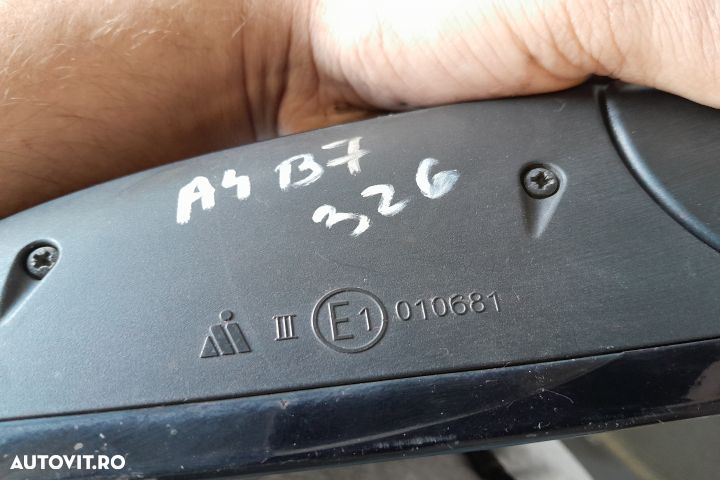 A4 B7
326
III E1 010681
AUTOVIT.RO